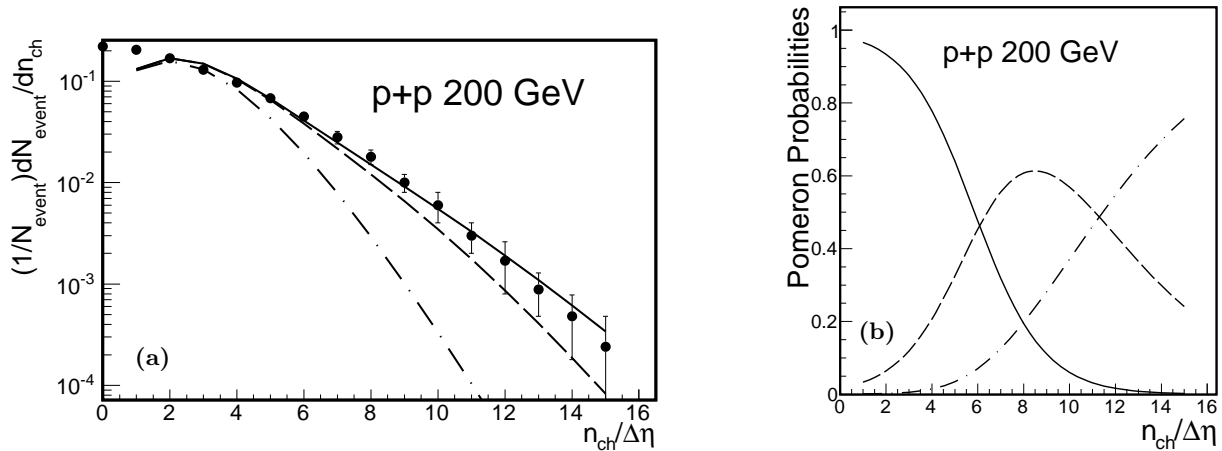 (1/N_event)dN_event/dn_ch
10^-1
10^-2
10^-3
10^-4
p+p 200 GeV
(a)
0 2 4 6 8 10 12 14 16
n_ch/Δη
Pomeron Probabilities
1
0.8
0.6
0.4
0.2
0
p+p 200 GeV
(b)
0 2 4 6 8 10 12 14 16
n_ch/Δη